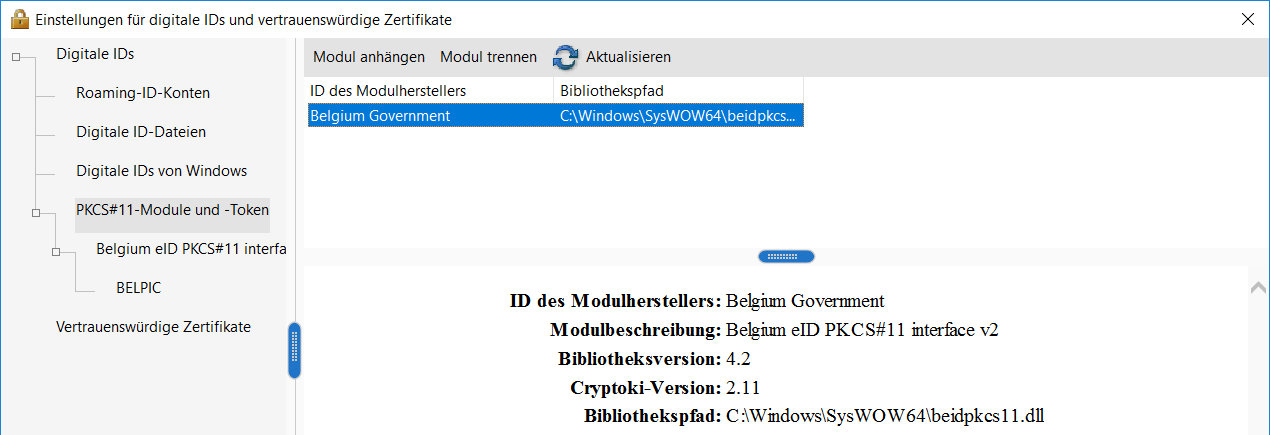 Einstellungen für digitale IDs und vertrauenswürdige Zertifikate
Digitale IDs
Roaming-ID-Konten
Digitale ID-Dateien
Digitale IDs von Windows
PKCS#11-Module und -Token
Belgium eID PKCS#11 interfa
BELPIC
Vertrauenswürdige Zertifikate
Modul anhängen Modul trennen Aktualisieren
ID des Modulherstellers Bibliothekspfad
Belgium Government C:\Windows\SysWOW64\beidpkcs...
ID des Modulherstellers: Belgium Government
Modulbeschreibung: Belgium eID PKCS#11 interface v2
Bibliotheksversion: 4.2
Cryptoki-Version: 2.11
Bibliothekspfad: C:\Windows\SysWOW64\beidpkcs11.dll